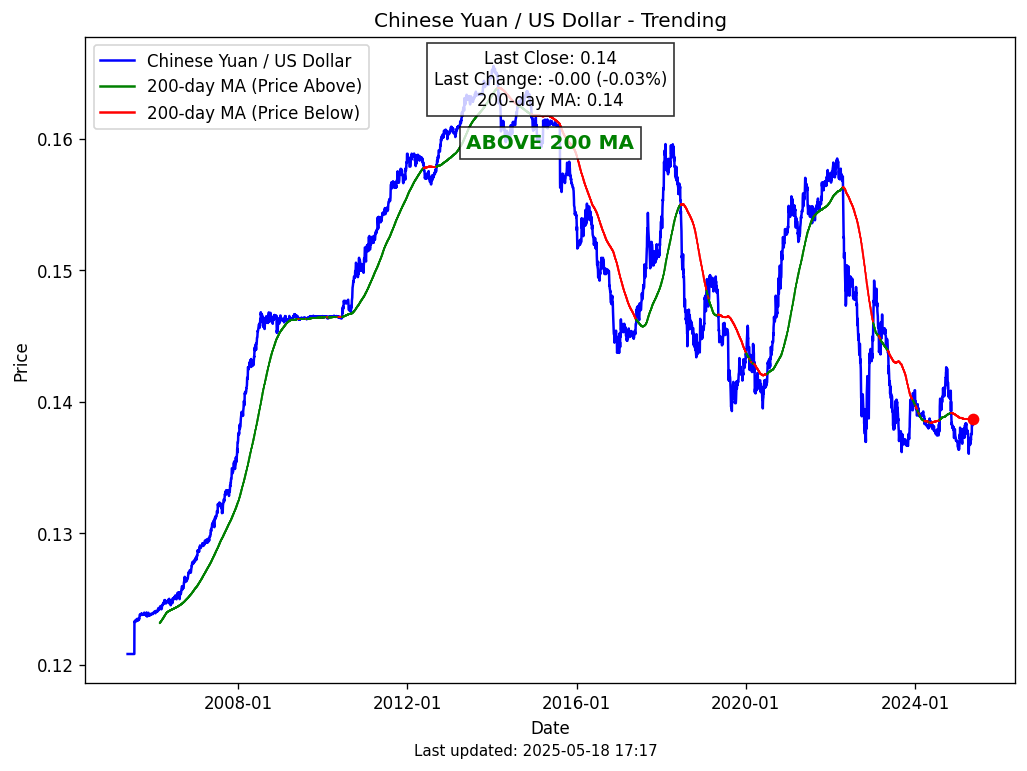 Chinese Yuan / US Dollar - Trending
Chinese Yuan / US Dollar
200-day MA (Price Above)
200-day MA (Price Below)
Last Close: 0.14
Last Change: -0.00 (-0.03%)
200-day MA: 0.14
ABOVE 200 MA
Price
0.16
0.15
0.14
0.13
0.12
2008-01
2012-01
2016-01
2020-01
2024-01
Date
Last updated: 2025-05-18 17:17